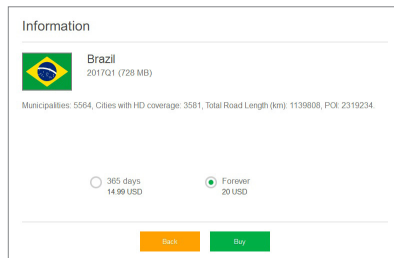 Information
Brazil
2017Q1 (728 MB)
Municipalities: 5564, Cities with HD coverage: 3581, Total Road Length (km): 1139808, POI: 2319234.
365 days
14.99 USD
Forever
20 USD
Back
Buy